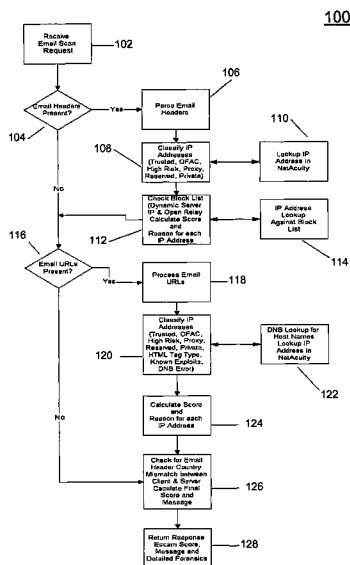 100
Receive
Email Scan
Request
102
Email Headers
Present?
104
Yes
No
Parse Email
Headers
106
Classify IP
Addresses
(Trusted, OFAC,
High Risk, Proxy,
Reserved, Private)
108
Lookup IP
Address in
NetAcuity
110
Check Block List
(Dynamic Server
IP & Open Relay
Calculate Score
and
Reason for each
IP Address
112
IP Address
Lookup
Against Block
List
114
116
Email URLs
Present?
Yes
No
Process Email
URLs
118
Classify IP
Addresses
(Trusted, OFAC,
High Risk, Proxy,
Reserved, Private,
HTML Tag Type,
Known Exploits,
DNS Error)
120
DNS Lookup for
Host Names
Lookup IP
Address in
NetAcuity
122
Calculate Score
and
Reason for each
IP Address
124
Check for Email
Header Country
Mismatch between
Client & Server
Calculate Final
Score and
Message
126
Return Response
Escam Score,
Message and
Detailed Forensics
128